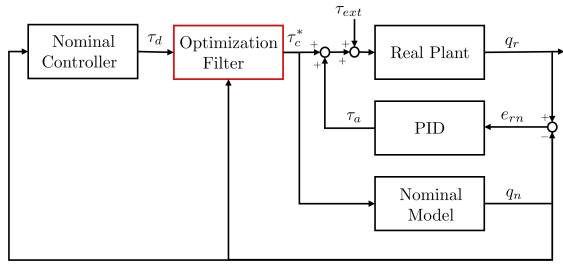 τ_ext
Nominal
Controller
τ_d
Optimization
Filter
τ_c^*
+
+
+
+
Real Plant
q_r
τ_a
PID
e_rn
+
−
Nominal
Model
q_n